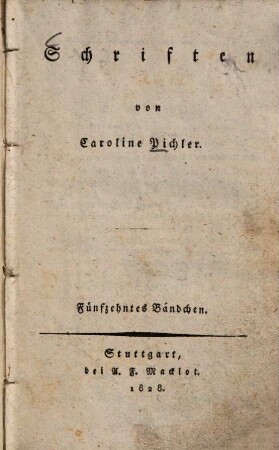 Schriften
von
Caroline Pichler.
Fünfzehntes Bändchen.
Stuttgart,
bei A. F. Macklot.
1828.